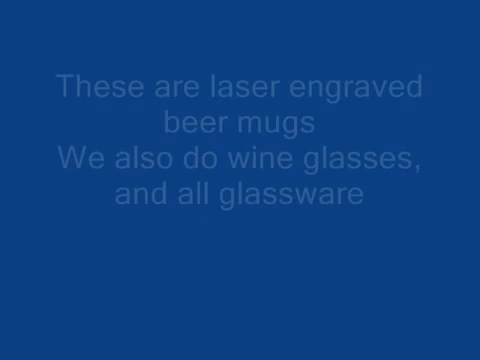 These are laser engraved
beer mugs
We also do wine glasses,
and all glassware